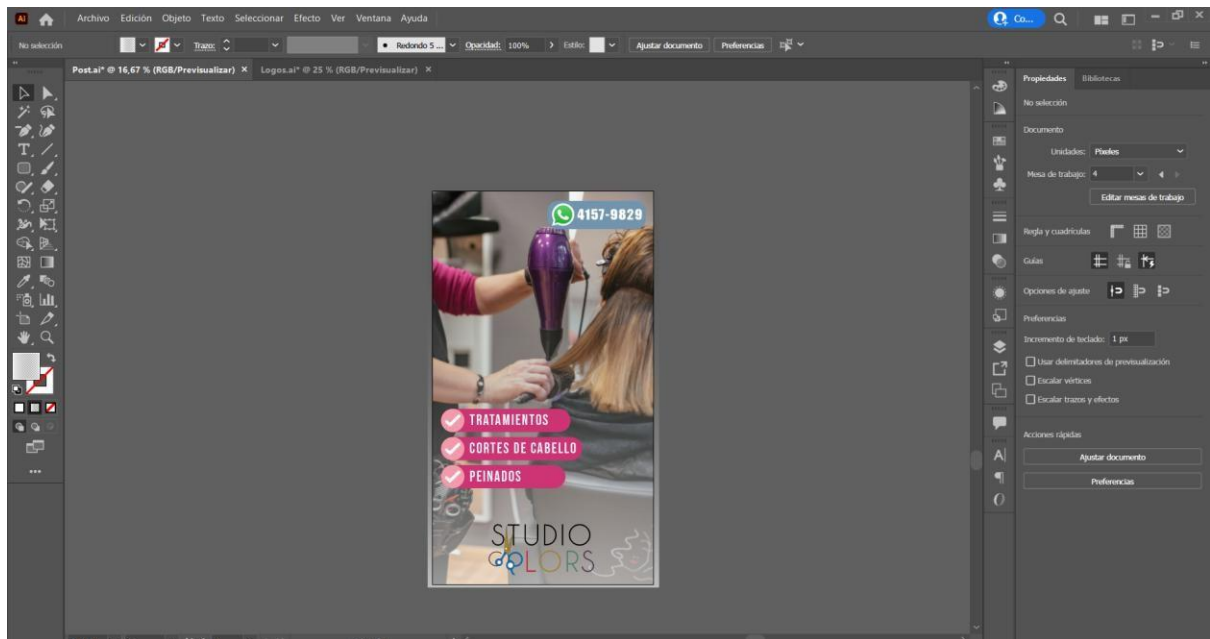 Ai Archivo Edición Objeto Texto Seleccionar Efecto Ver Ventana Ayuda Co...
No selección Trazo: Redondo 5 ... Opacidad: 100% Estilo: Ajustar documento Preferencias
Post.ai* @ 16,67 % (RGB/Previsualizar) × Logos.ai* @ 25 % (RGB/Previsualizar) ×
Propiedades Bibliotecas
No selección
Documento
Unidades: Píxeles
Mesa de trabajo: 4
Editar mesas de trabajo
Regla y cuadrículas
Guías
Opciones de ajuste
Preferencias
Incremento de teclado: 1 px
Usar delimitadores de previsualización
Escalar vértices
Escalar trazos y efectos
Acciones rápidas
Ajustar documento
Preferencias
4157-9829
TRATAMIENTOS
CORTES DE CABELLO
PEINADOS
STUDIO
COLORS